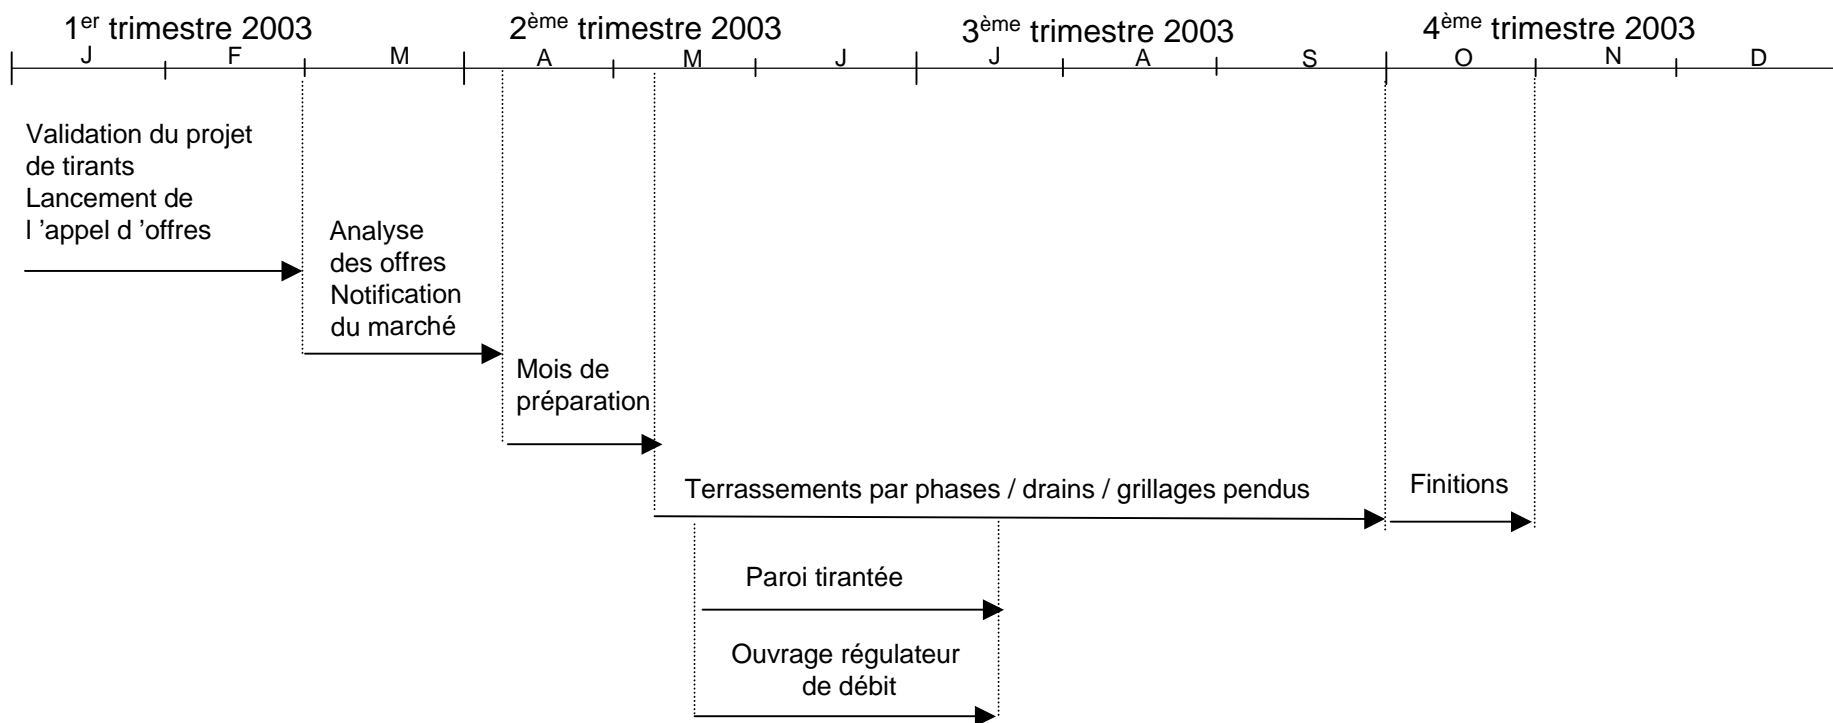 1er trimestre 2003
2ème trimestre 2003
3ème trimestre 2003
4ème trimestre 2003
J F M A M J J A S O N D
Validation du projet
de tirants
Lancement de
l ’appel d ’offres
Analyse
des offres
Notification
du marché
Mois de
préparation
Terrassements par phases / drains / grillages pendus
Finitions
Paroi tirantée
Ouvrage régulateur
de débit